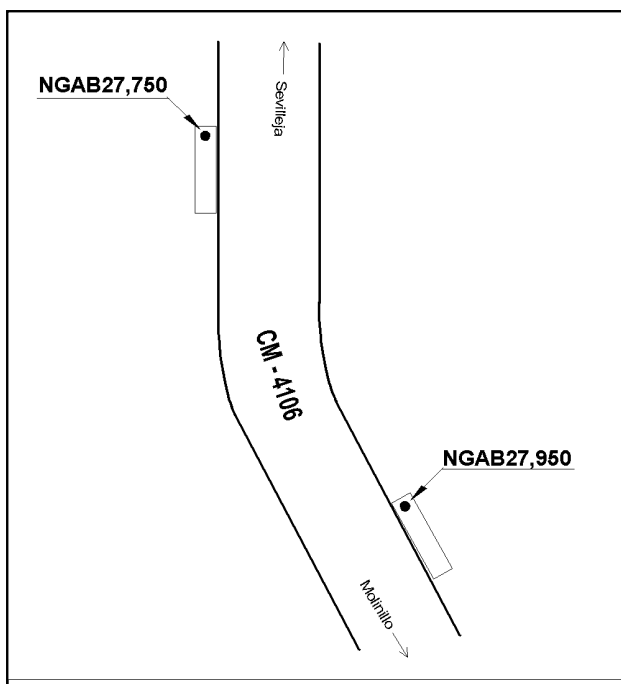 NGAB27,750
Sevilleja
CM - 4106
NGAB27,950
Molinillo